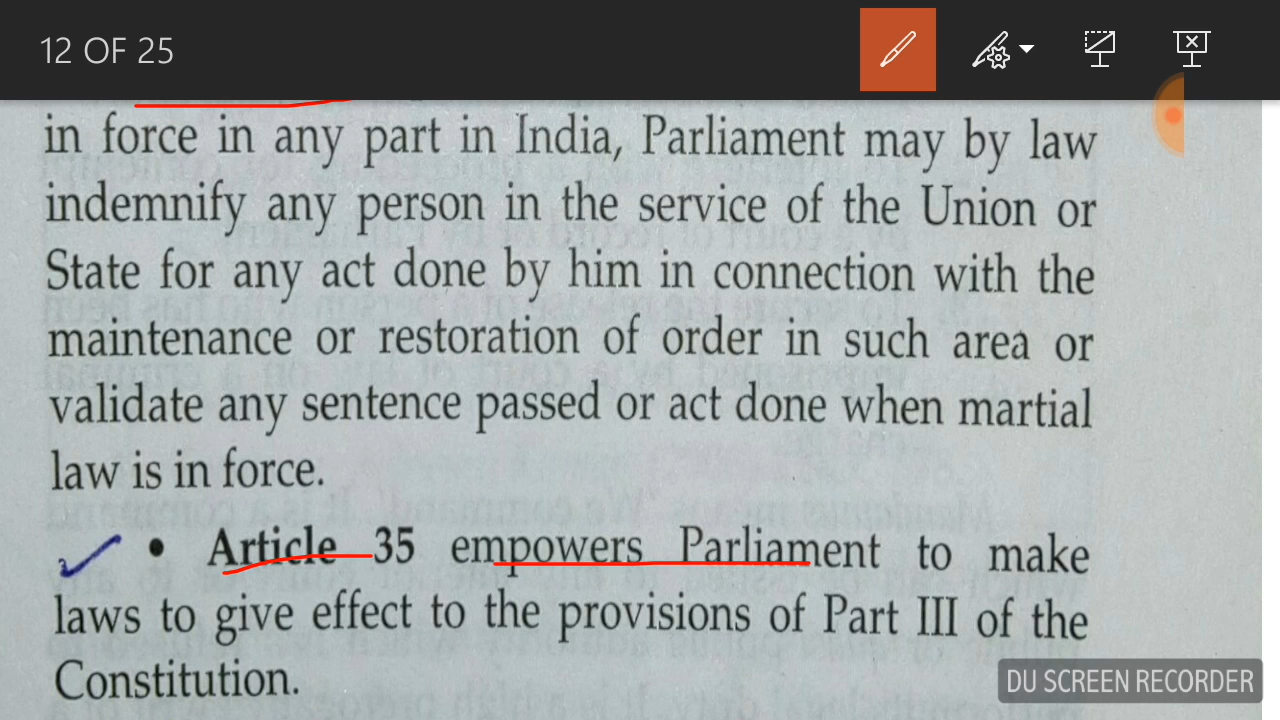 12 OF 25
in force in any part in India, Parliament may by law
indemnify any person in the service of the Union or
State for any act done by him in connection with the
maintenance or restoration of order in such area or
validate any sentence passed or act done when martial
law is in force.
• Article 35 empowers Parliament to make
laws to give effect to the provisions of Part III of the
Constitution.
DU SCREEN RECORDER